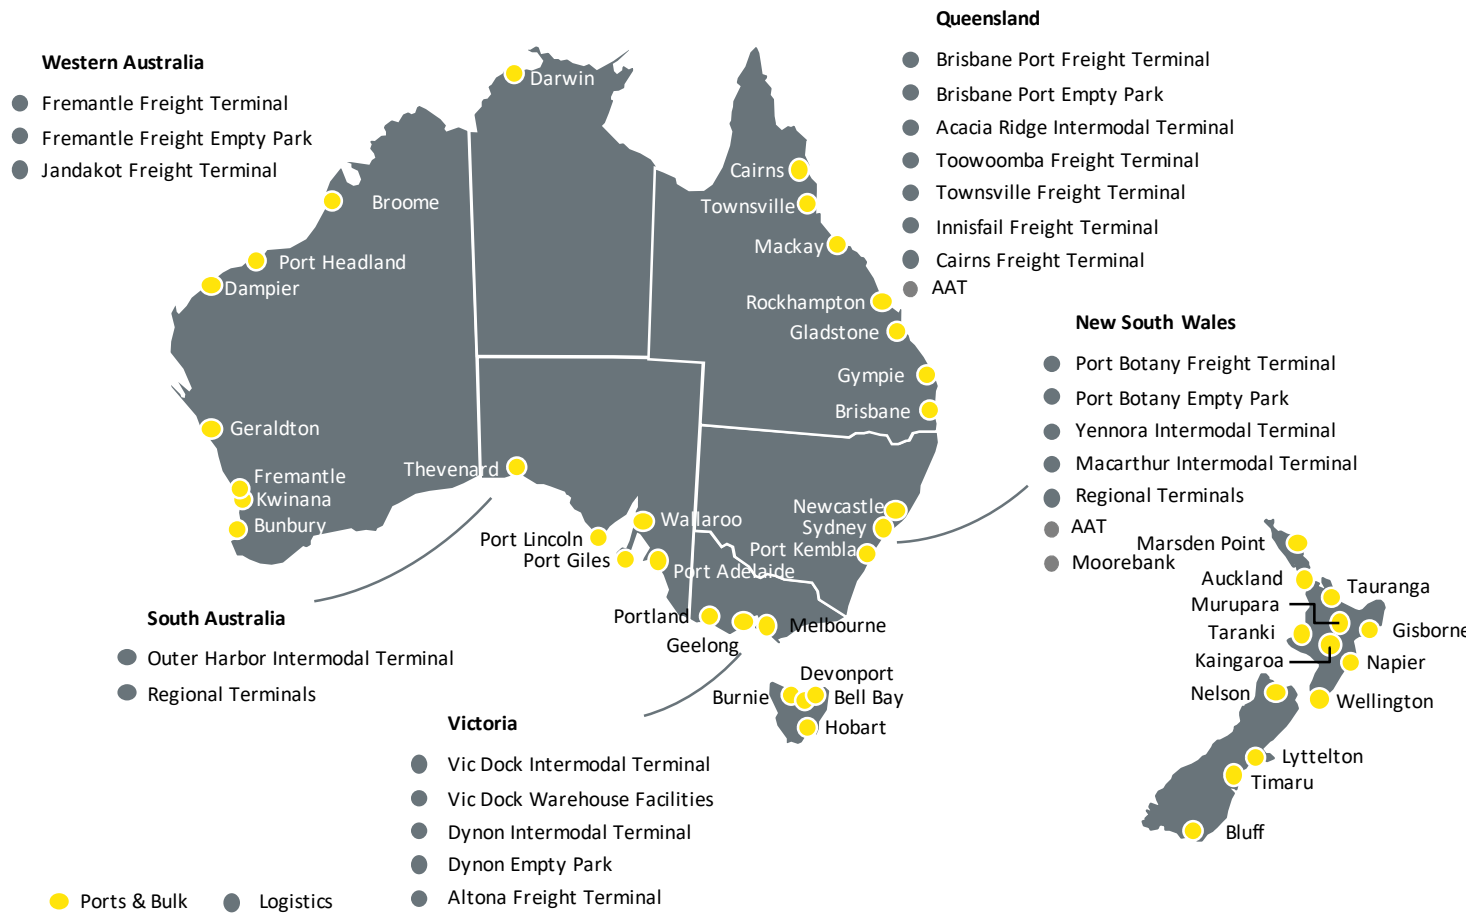 Western Australia
Fremantle Freight Terminal
Fremantle Freight Empty Park
Jandakot Freight Terminal
Queensland
Brisbane Port Freight Terminal
Brisbane Port Empty Park
Acacia Ridge Intermodal Terminal
Toowoomba Freight Terminal
Townsville Freight Terminal
Innisfail Freight Terminal
Cairns Freight Terminal
AAT
New South Wales
Port Botany Freight Terminal
Port Botany Empty Park
Yennora Intermodal Terminal
Macarthur Intermodal Terminal
Regional Terminals
AAT
Moorebank
Darwin
Broome
Port Headland
Dampier
Geraldton
Fremantle
Kwinana
Bunbury
Cairns
Townsville
Mackay
Rockhampton
Gladstone
Gympie
Brisbane
Thevenard
Wallaroo
Port Lincoln
Port Giles
Port Adelaide
Newcastle
Sydney
Port Kembla
Portland
Geelong
Melbourne
Devonport
Burnie
Bell Bay
Hobart
Marsden Point
Auckland
Tauranga
Murupara
Taranki
Gisborne
Kaingaroa
Napier
Nelson
Wellington
Lyttelton
Timaru
Bluff
South Australia
Outer Harbor Intermodal Terminal
Regional Terminals
Victoria
Vic Dock Intermodal Terminal
Vic Dock Warehouse Facilities
Dynon Intermodal Terminal
Dynon Empty Park
Altona Freight Terminal
Ports & Bulk
Logistics